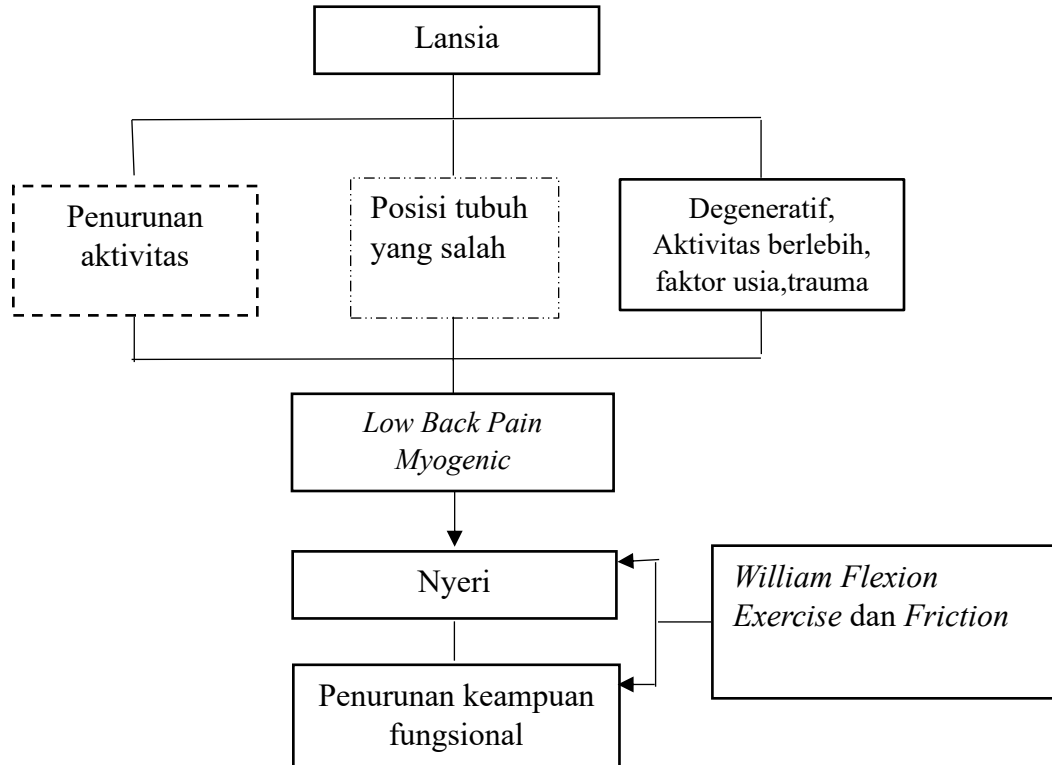 Lansia
Penurunan
aktivitas
Posisi tubuh
yang salah
Degeneratif,
Aktivitas berlebih,
faktor usia,trauma
Low Back Pain
Myogenic
Nyeri
William Flexion
Exercise dan Friction
Penurunan keampuan
fungsional